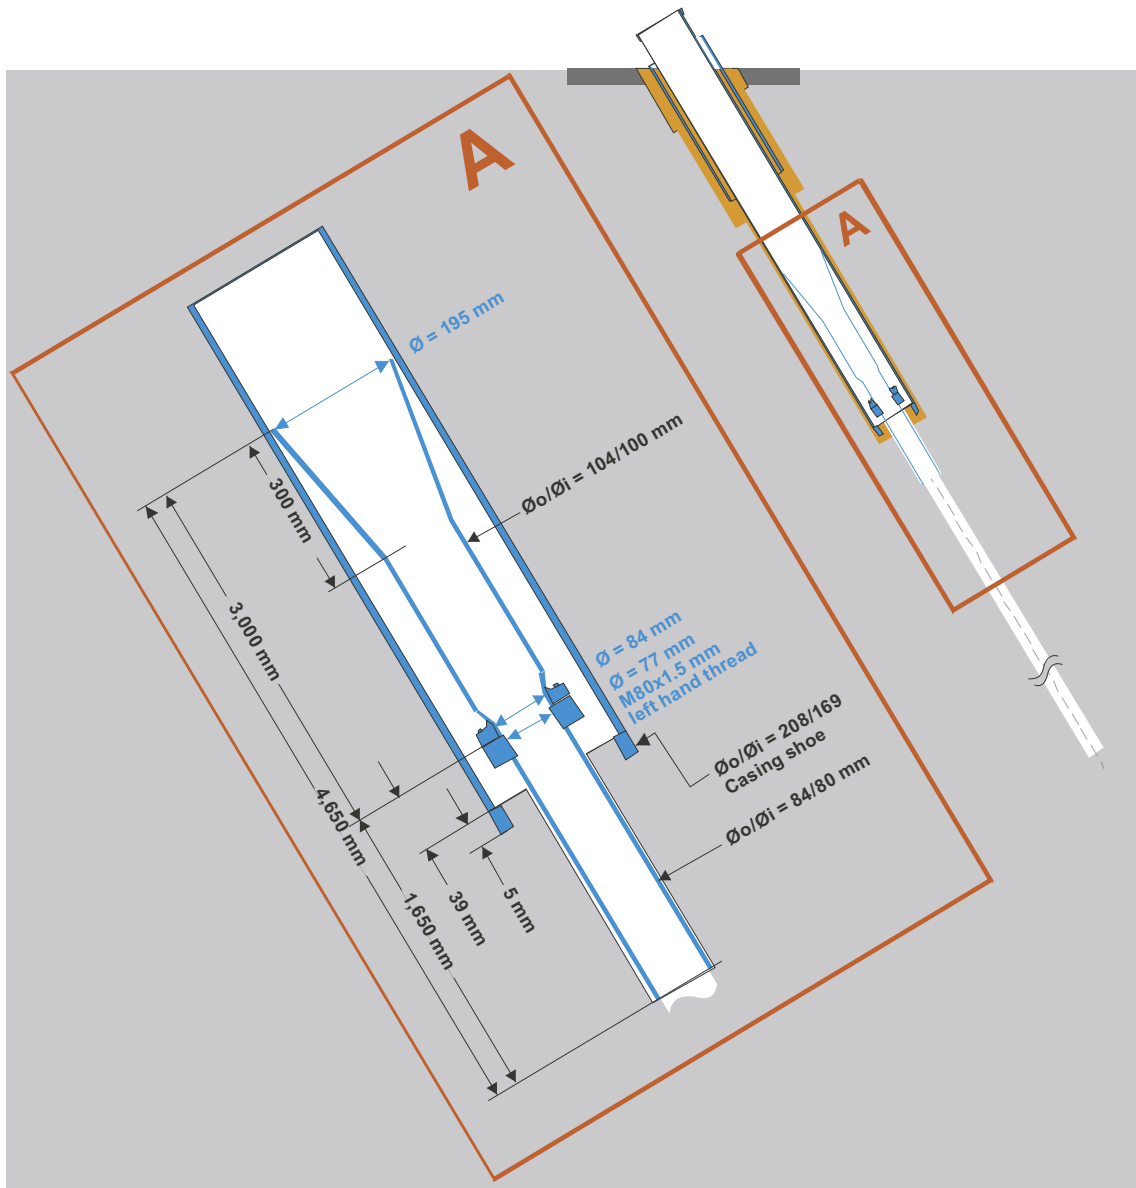 A
A
Ø = 195 mm
Øo/Øi = 104/100 mm
300 mm
3,000 mm
Ø = 84 mm
Ø = 77 mm
M80x1.5 mm
left hand thread
Øo/Øi = 208/169
Casing shoe
Øo/Øi = 84/80 mm
4,650 mm
1,650 mm
39 mm
5 mm